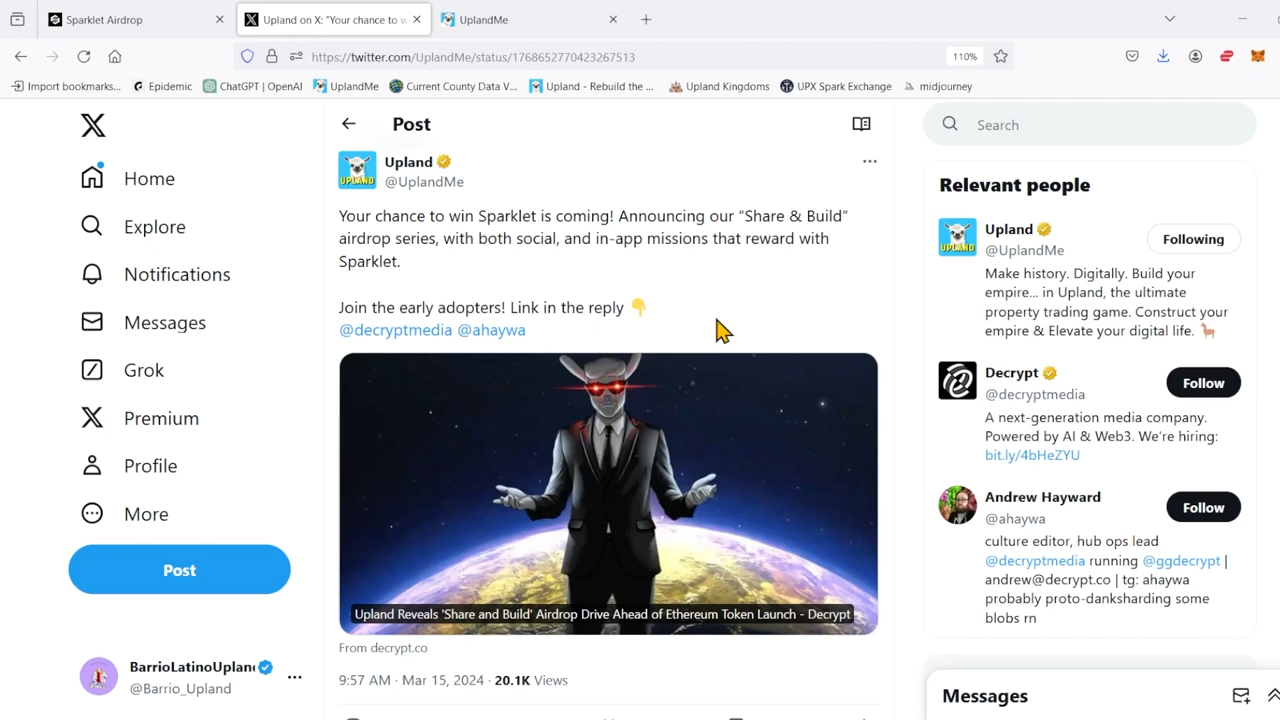 Sparklet Airdrop
Upland on X: "Your chance to w
UplandMe
https://twitter.com/UplandMe/status/1768652770423267513
110%
Import bookmarks...
Epidemic
ChatGPT | OpenAI
UplandMe
Current County Data V...
Upland - Rebuild the ...
Upland Kingdoms
UPX Spark Exchange
midjourney
Home
Explore
Notifications
Messages
Grok
Premium
Profile
More
Post
BarrioLatinoUpland
@Barrio_Upland
Post
UPLAND
Upland
@UplandMe
Your chance to win Sparklet is coming! Announcing our “Share & Build”
airdrop series, with both social, and in-app missions that reward with
Sparklet.
Join the early adopters! Link in the reply 👇
@decryptmedia @ahaywa
Upland Reveals 'Share and Build' Airdrop Drive Ahead of Ethereum Token Launch - Decrypt
From decrypt.co
9:57 AM · Mar 15, 2024 · 20.1K Views
Search
Relevant people
UPLAND
Upland
@UplandMe
Following
Make history. Digitally. Build your
empire... in Upland, the ultimate
property trading game. Construct your
empire & Elevate your digital life. 🦙
Decrypt
@decryptmedia
Follow
A next-generation media company.
Powered by AI & Web3. We're hiring:
bit.ly/4bHeZYU
Andrew Hayward
@ahaywa
Follow
culture editor, hub ops lead
@decryptmedia running @ggdecrypt |
andrew@decrypt.co | tg: ahaywa
probably proto-danksharding some
blobs rn
Messages